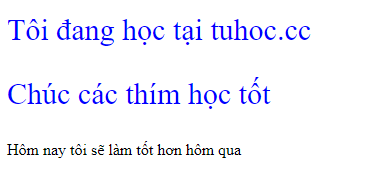 Tôi đang học tại tuhoc.cc
Chúc các thím học tốt
Hôm nay tôi sẽ làm tốt hơn hôm qua